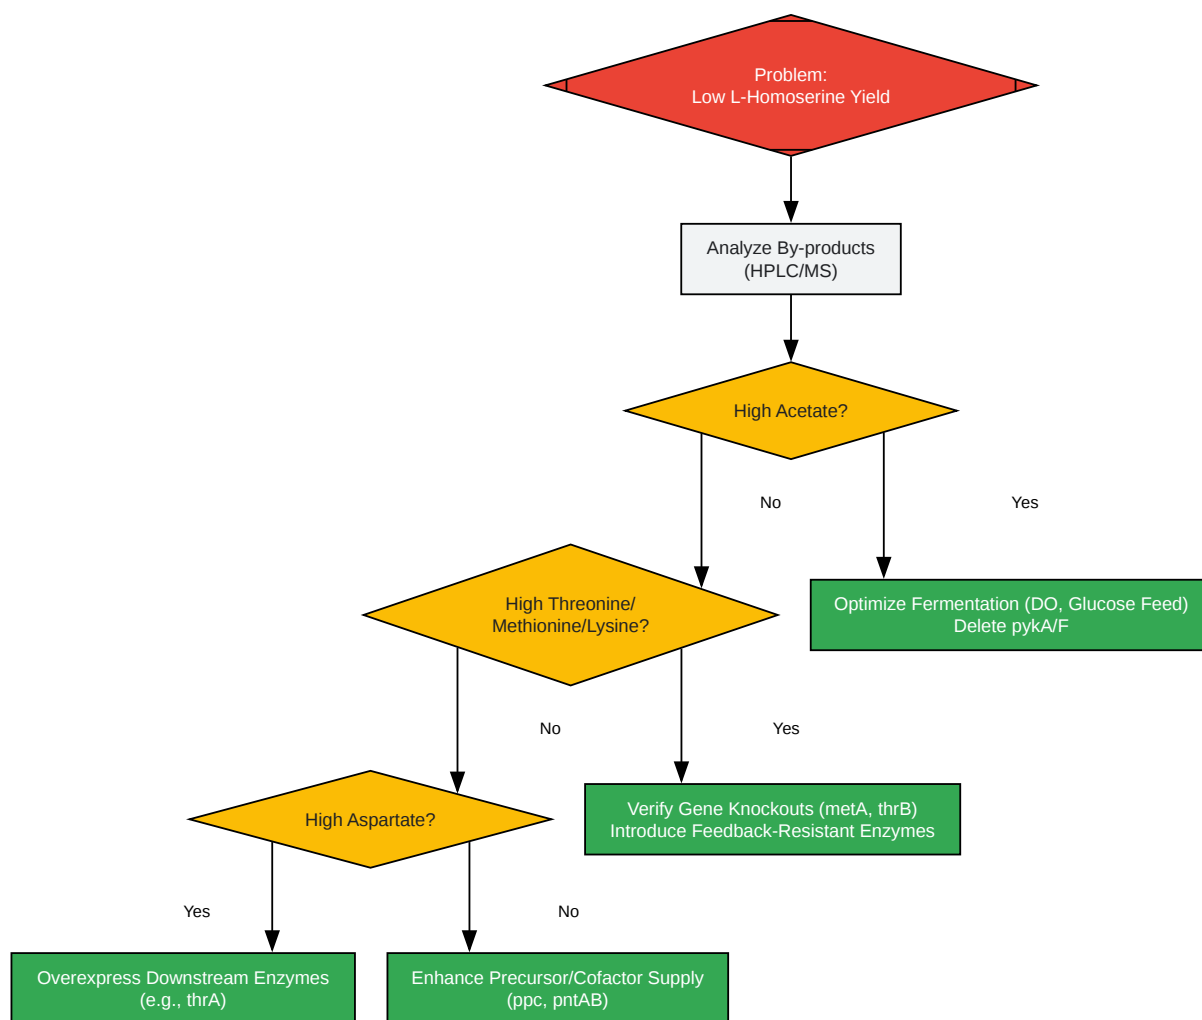 Problem:
Low L-Homoserine Yield
Analyze By-products
(HPLC/MS)
High Acetate?
No
Yes
High Threonine/
Methionine/Lysine?
Optimize Fermentation (DO, Glucose Feed)
Delete pykA/F
No
Yes
High Aspartate?
Verify Gene Knockouts (metA, thrB)
Introduce Feedback-Resistant Enzymes
Yes
No
Overexpress Downstream Enzymes
(e.g., thrA)
Enhance Precursor/Cofactor Supply
(ppc, pntAB)